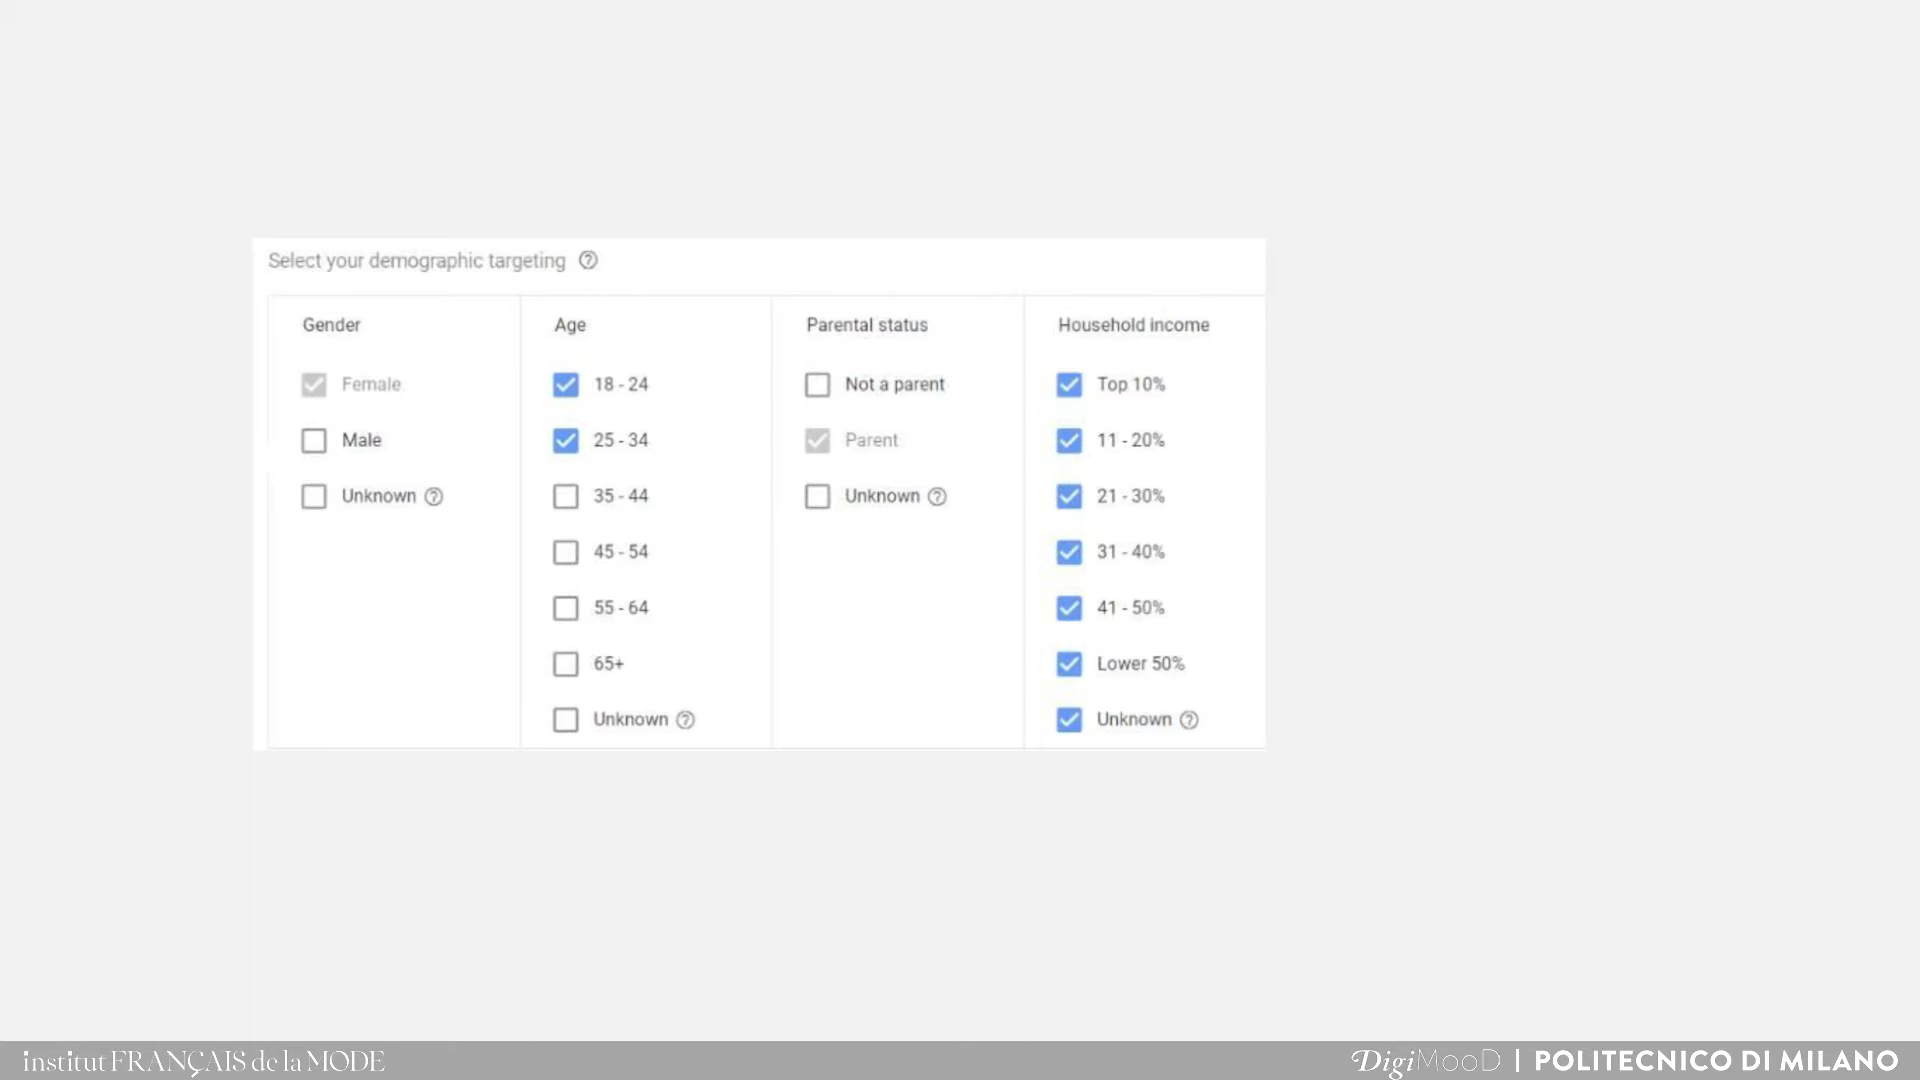 Select your demographic targeting
Gender
Female
Male
Unknown
Age
18 - 24
25 - 34
35 - 44
45 - 54
55 - 64
65+
Unknown
Parental status
Not a parent
Parent
Unknown
Household income
Top 10%
11 - 20%
21 - 30%
31 - 40%
41 - 50%
Lower 50%
Unknown
institut FRANÇAIS de la MODE
DigiMooD | POLITECNICO DI MILANO